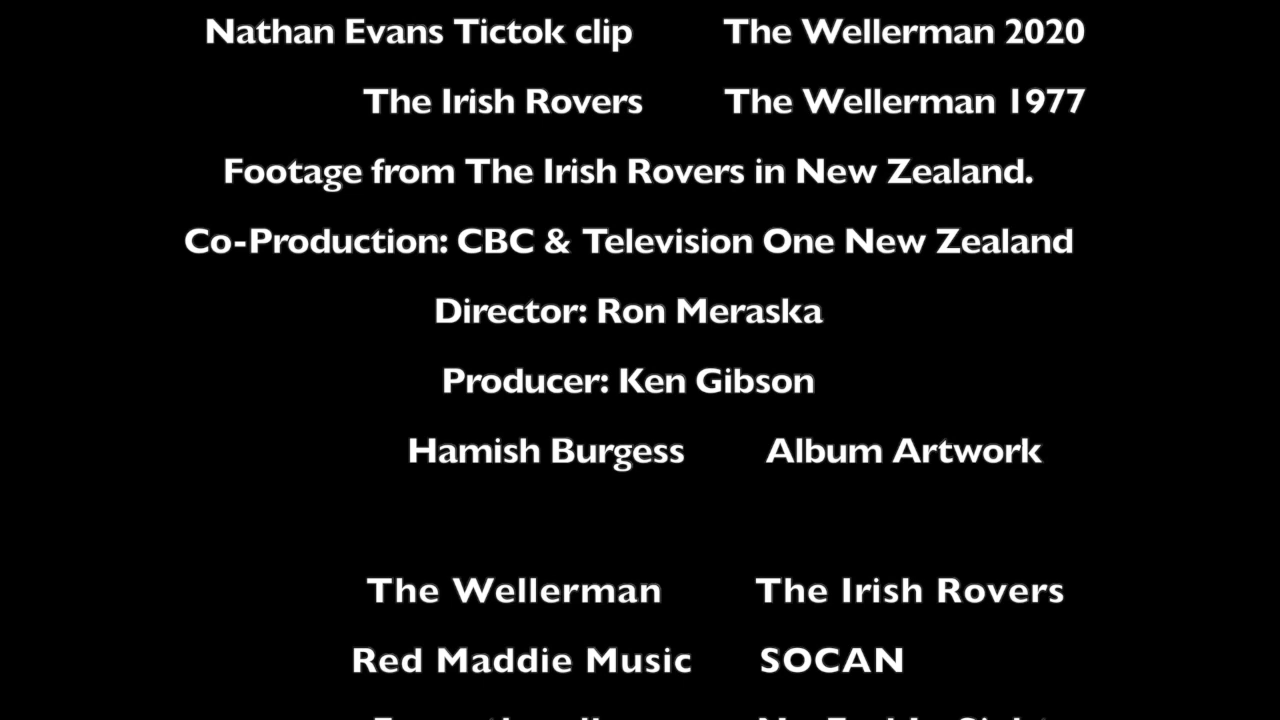 Nathan Evans Tictok clip The Wellerman 2020
The Irish Rovers The Wellerman 1977
Footage from The Irish Rovers in New Zealand.
Co-Production: CBC & Television One New Zealand
Director: Ron Meraska
Producer: Ken Gibson
Hamish Burgess Album Artwork
The Wellerman The Irish Rovers
Red Maddie Music SOCAN